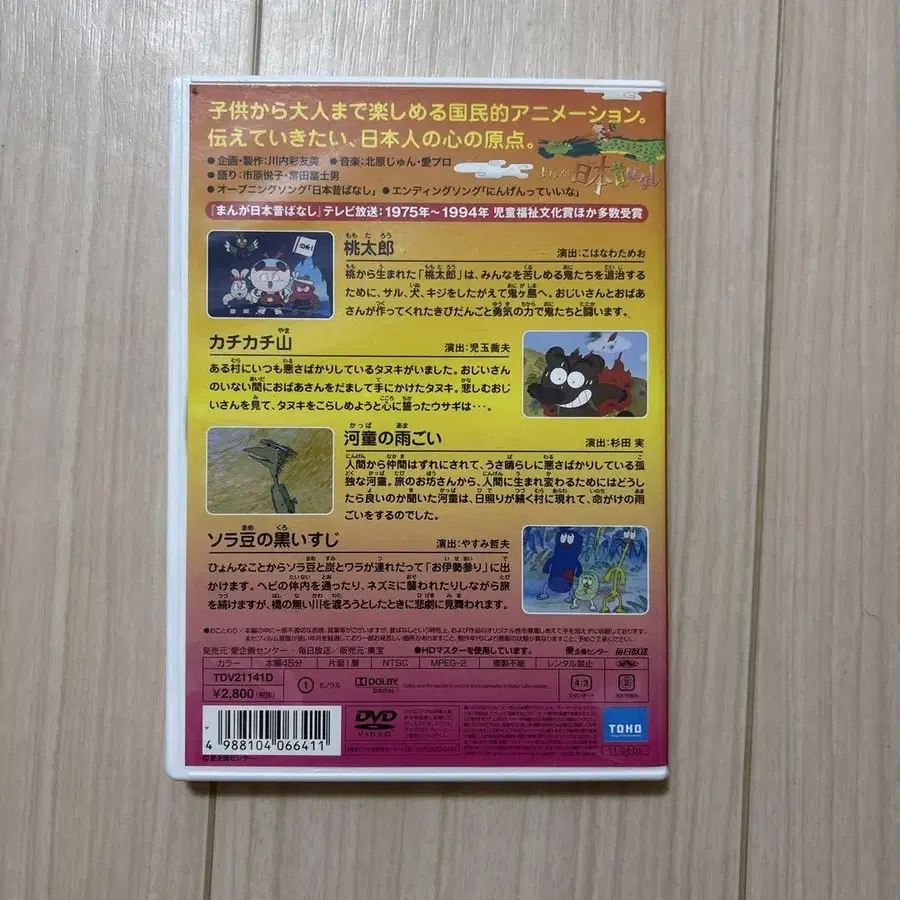 子供から大人まで楽しめる国民的アニメーション。
伝えていきたい、日本人の心の原点。
●企画・製作：川内彩友美 ●音楽：北原じゅん・愛プロ
●語り：市原悦子・常田富士男
●オープニングソング「日本昔ばなし」 ●エンディングソング「にんげんっていいな」
まんが日本昔ばなし
『まんが日本昔ばなし』テレビ放送：1975年～1994年 児童福祉文化賞ほか多数受賞
桃太郎
演出：こはなわためお
桃から生まれた「桃太郎」は、みんなを苦しめる鬼たちを退治する
ために、サル、犬、キジをしたがえて鬼ヶ島へ。おじいさんとおばあ
さんが作ってくれたきびだんごと勇気の力で鬼たちと闘います。
カチカチ山
演出：児玉喬夫
ある村にいつも悪さばかりしているタヌキがいました。おじいさん
のいない間におばあさんをだまして手にかけたタヌキ。悲しむおじ
いさんを見て、タヌキをこらしめようと心に誓ったウサギは…。
河童の雨ごい
演出：杉田 実
人間から仲間はずれにされて、うさ晴らしに悪さばかりしている孤
独な河童。旅のお坊さんから、人間に生まれ変わるためにはどうし
たら良いのか聞いた河童は、日照りが続く村に現れて、命がけの雨
ごいをするのでした。
ソラ豆の黒いすじ
演出：やすみ哲夫
ひょんなことからソラ豆と炭とワラが連れだって「お伊勢参り」に出
かけます。ヘビの体内を通ったり、ネズミに襲われたりしながら旅
を続けますが、橋の無い川を渡ろうとしたときに悲劇に見舞われます。
発売元：愛企画センター・毎日放送／販売元：東宝 ●HDマスターを使用しています。 愛企画センター 毎日放送
カラー 本編45分 片面1層 NTSC MPEG-2 複製不能 レンタル禁止
TDV21141D
¥2,800(税抜)
1 モノラル
DOLBY DIGITAL
4:3 スタンダード
2
4 988104 066411
DVD VIDEO
TOHO
©愛企画センター